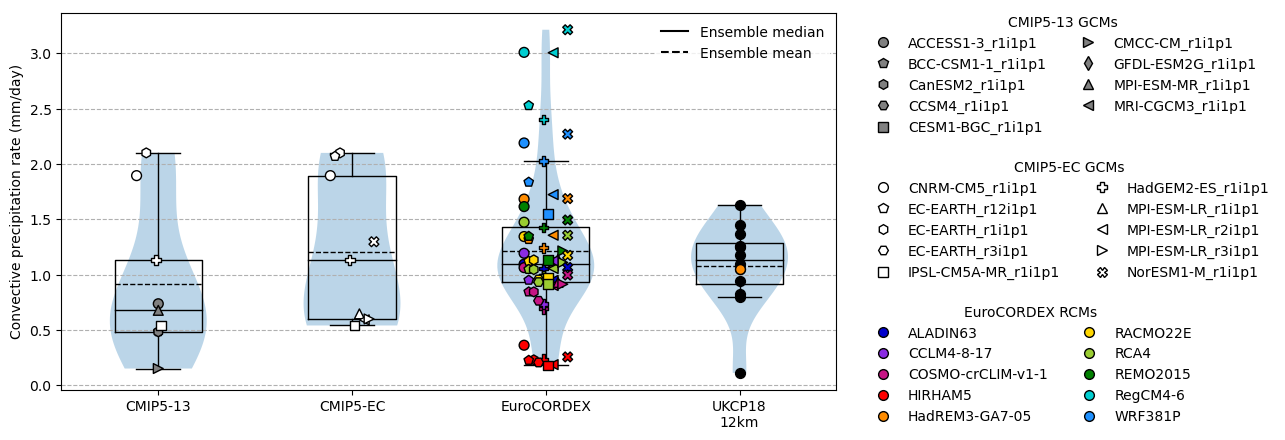 Convective precipitation rate (mm/day)
3.0
2.5
2.0
1.5
1.0
0.5
0.0
Ensemble median
Ensemble mean
CMIP5-13
CMIP5-EC
EuroCORDEX
UKCP18
12km
CMIP5-13 GCMs
ACCESS1-3_r1i1p1
BCC-CSM1-1_r1i1p1
CanESM2_r1i1p1
CCSM4_r1i1p1
CESM1-BGC_r1i1p1
CMCC-CM_r1i1p1
GFDL-ESM2G_r1i1p1
MPI-ESM-MR_r1i1p1
MRI-CGCM3_r1i1p1
CMIP5-EC GCMs
CNRM-CM5_r1i1p1
EC-EARTH_r12i1p1
EC-EARTH_r1i1p1
EC-EARTH_r3i1p1
IPSL-CM5A-MR_r1i1p1
HadGEM2-ES_r1i1p1
MPI-ESM-LR_r1i1p1
MPI-ESM-LR_r2i1p1
MPI-ESM-LR_r3i1p1
NorESM1-M_r1i1p1
EuroCORDEX RCMs
ALADIN63
CCLM4-8-17
COSMO-crCLIM-v1-1
HIRHAM5
HadREM3-GA7-05
RACMO22E
RCA4
REMO2015
RegCM4-6
WRF381P